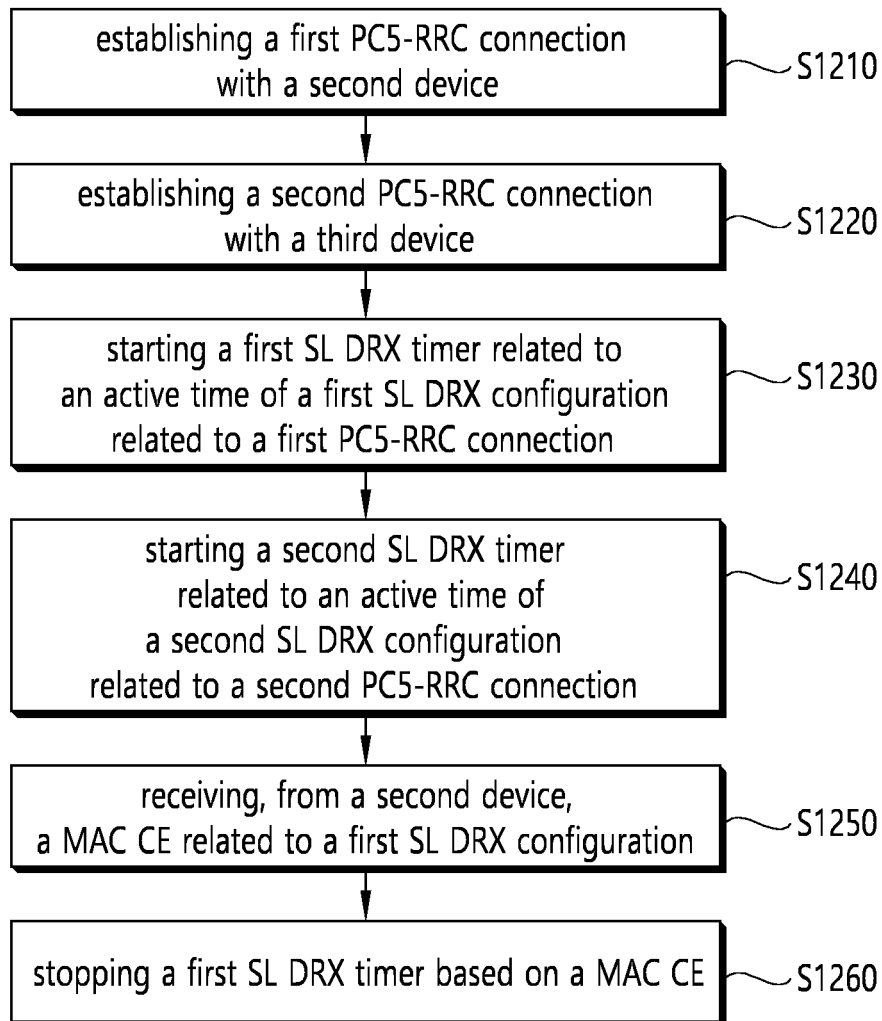 establishing a first PC5-RRC connection
with a second device
S1210
establishing a second PC5-RRC connection
with a third device
S1220
starting a first SL DRX timer related to
an active time of a first SL DRX configuration
related to a first PC5-RRC connection
S1230
starting a second SL DRX timer
related to an active time of
a second SL DRX configuration
related to a second PC5-RRC connection
S1240
receiving, from a second device,
a MAC CE related to a first SL DRX configuration
S1250
stopping a first SL DRX timer based on a MAC CE
S1260